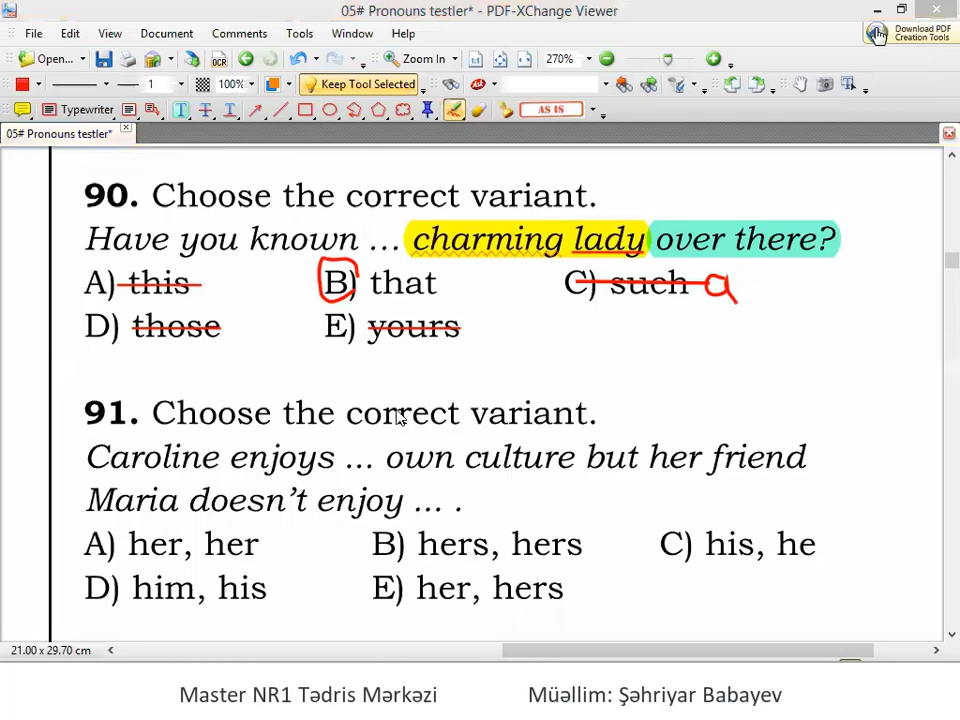 05# Pronouns testler* - PDF-XChange Viewer
File Edit View Document Comments Tools Window Help
Download PDF
Creation Tools
Open... OCR Zoom In 270%
1 100% Keep Tool Selected
Typewriter AS IS
05# Pronouns testler*
90. Choose the correct variant.
Have you known ... charming lady over there?
A) this B) that C) such
D) those E) yours
91. Choose the correct variant.
Caroline enjoys ... own culture but her friend
Maria doesn't enjoy ... .
A) her, her B) hers, hers C) his, he
D) him, his E) her, hers
21.00 x 29.70 cm
Master NR1 Tədris Mərkəzi Müəllim: Şəhriyar Babayev